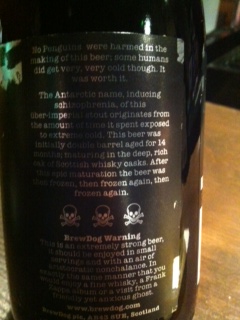 No Penguins were harmed in the
making of this beer; some humans
did get very, very cold though. It
was worth it.
The Antarctic name, inducing
schizophrenia, of this
über-imperial stout originates from
the amount of time it spent exposed
to extreme cold. This beer was
initially double barrel aged for 14
months; maturing in the deep, rich
oak of Scottish whisky casks. After
this epic maturation the beer was
then frozen, then frozen again, then
frozen again.
BrewDog Warning
This is an extremely strong beer,
it should be enjoyed in small
servings and with an air of
aristocratic nonchalance. In
exactly the same manner that you
would enjoy a fine whisky, a Frank
Zappa album or a visit from a
friendly yet anxious ghost.
www.brewdog.com
BrewDog plc, Scotland